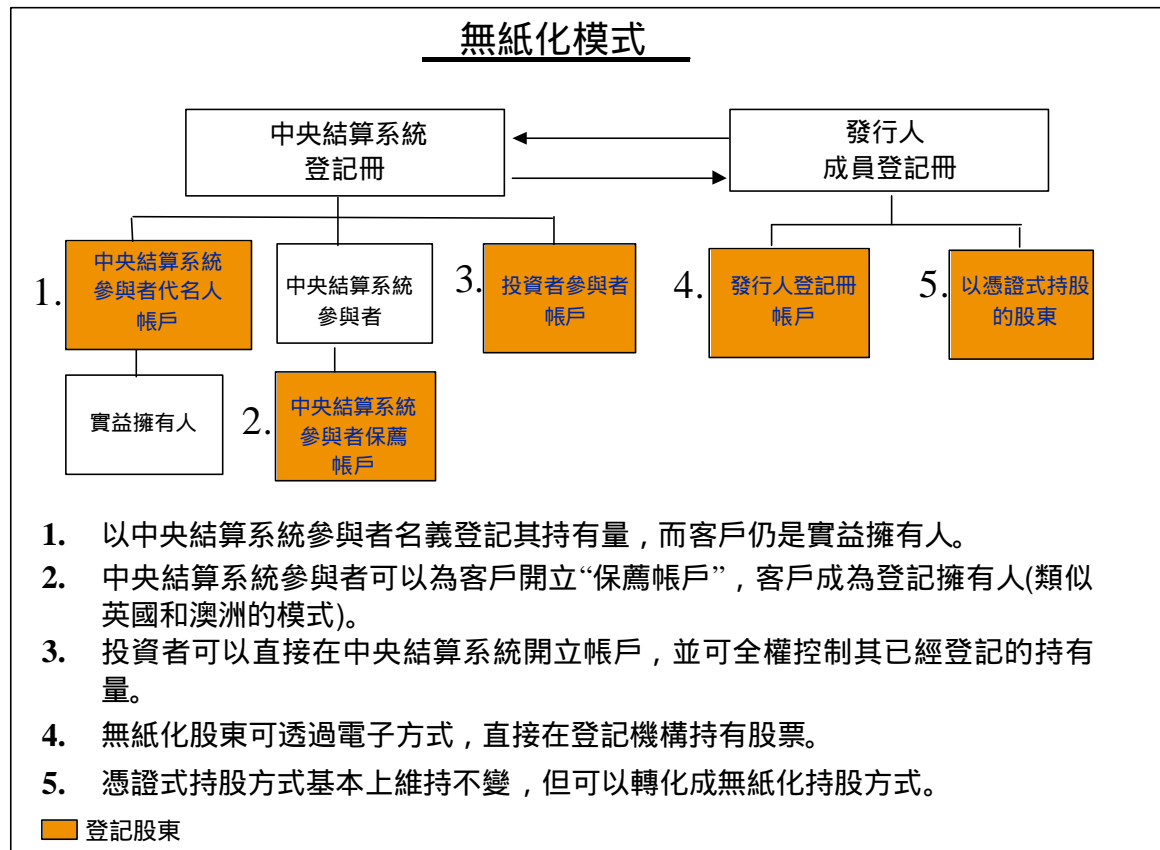 無紙化模式
中央結算系統
登記冊
發行人
成員登記冊
1.
中央結算系統
參與者代名人
帳戶
中央結算系統
參與者
3.
投資者參與者
帳戶
4.
發行人登記冊
帳戶
5.
以憑證式持股
的股東
實益擁有人
2.
中央結算系統
參與者保薦
帳戶
1. 以中央結算系統參與者名義登記其持有量，而客戶仍是實益擁有人。
2. 中央結算系統參與者可以為客戶開立“保薦帳戶”，客戶成為登記擁有人(類似
英國和澳洲的模式)。
3. 投資者可以直接在中央結算系統開立帳戶，並可全權控制其已經登記的持有
量。
4. 無紙化股東可透過電子方式，直接在登記機構持有股票。
5. 憑證式持股方式基本上維持不變，但可以轉化成無紙化持股方式。
登記股東